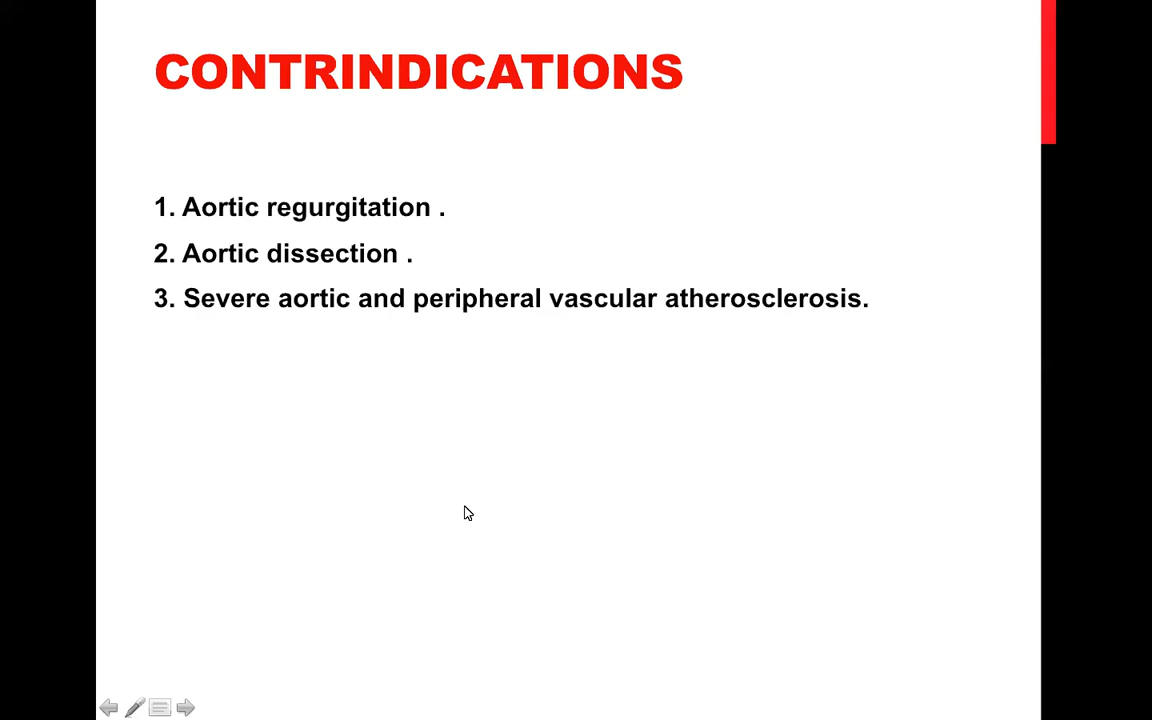 CONTRINDICATIONS
1. Aortic regurgitation .
2. Aortic dissection .
3. Severe aortic and peripheral vascular atherosclerosis.